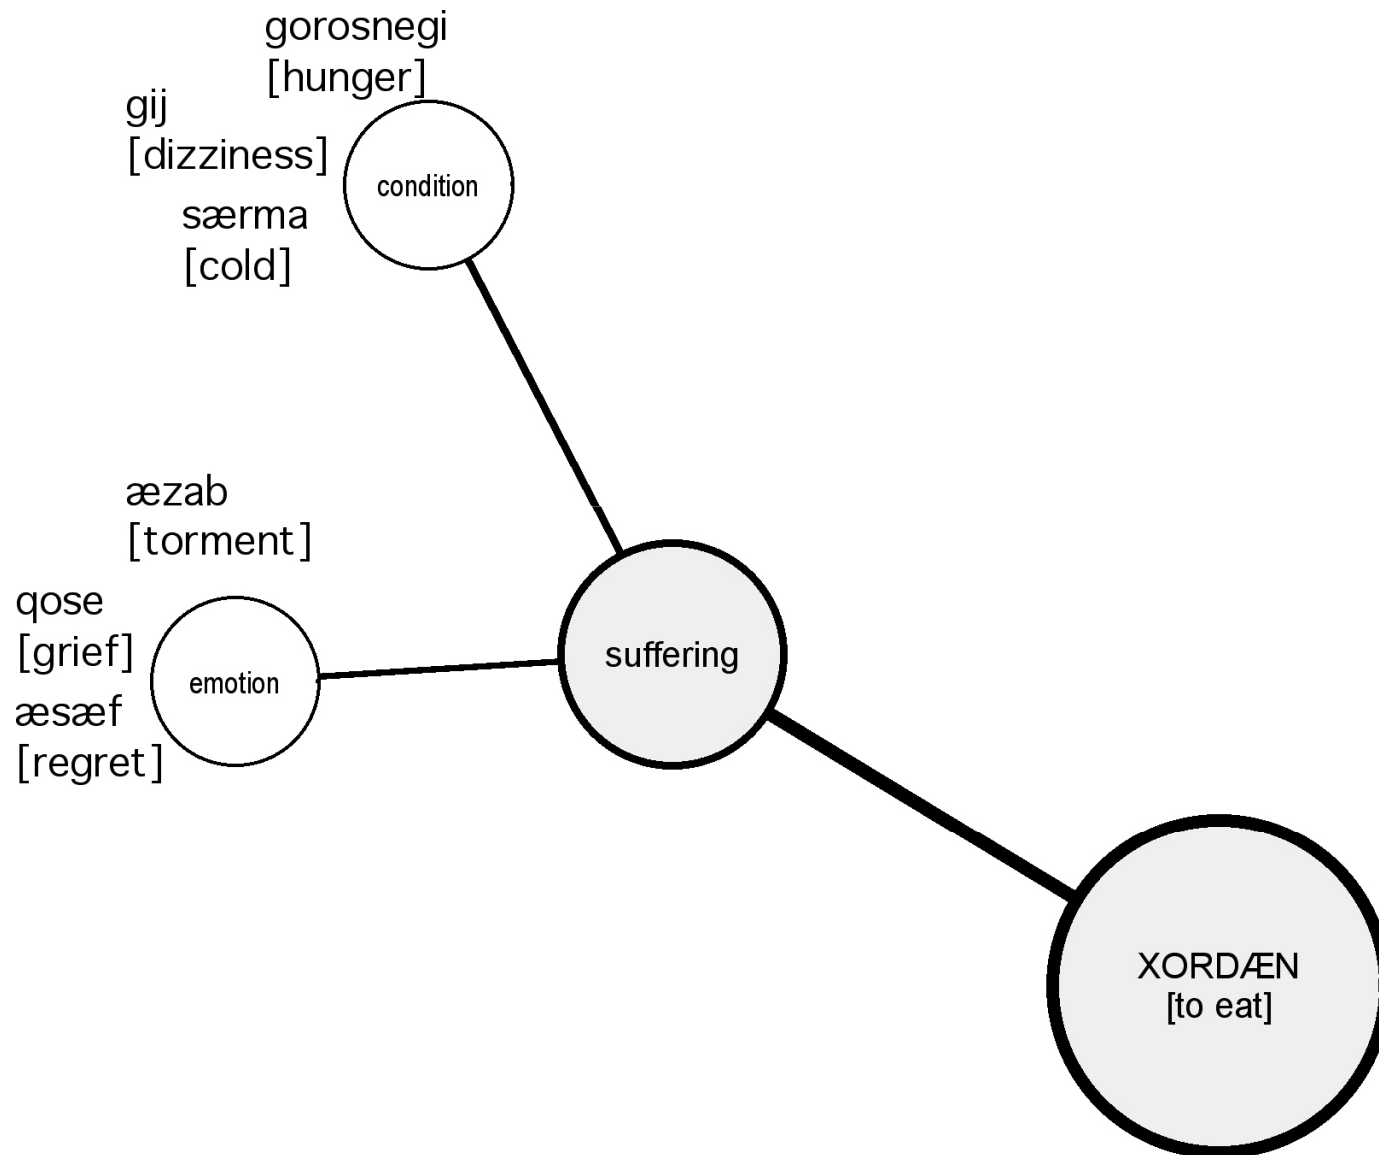 gorosnegi
[hunger]
gij
[dizziness]
condition
særma
[cold]
æzab
[torment]
qose
[grief]
emotion
æsæf
[regret]
suffering
XORDÆN
[to eat]